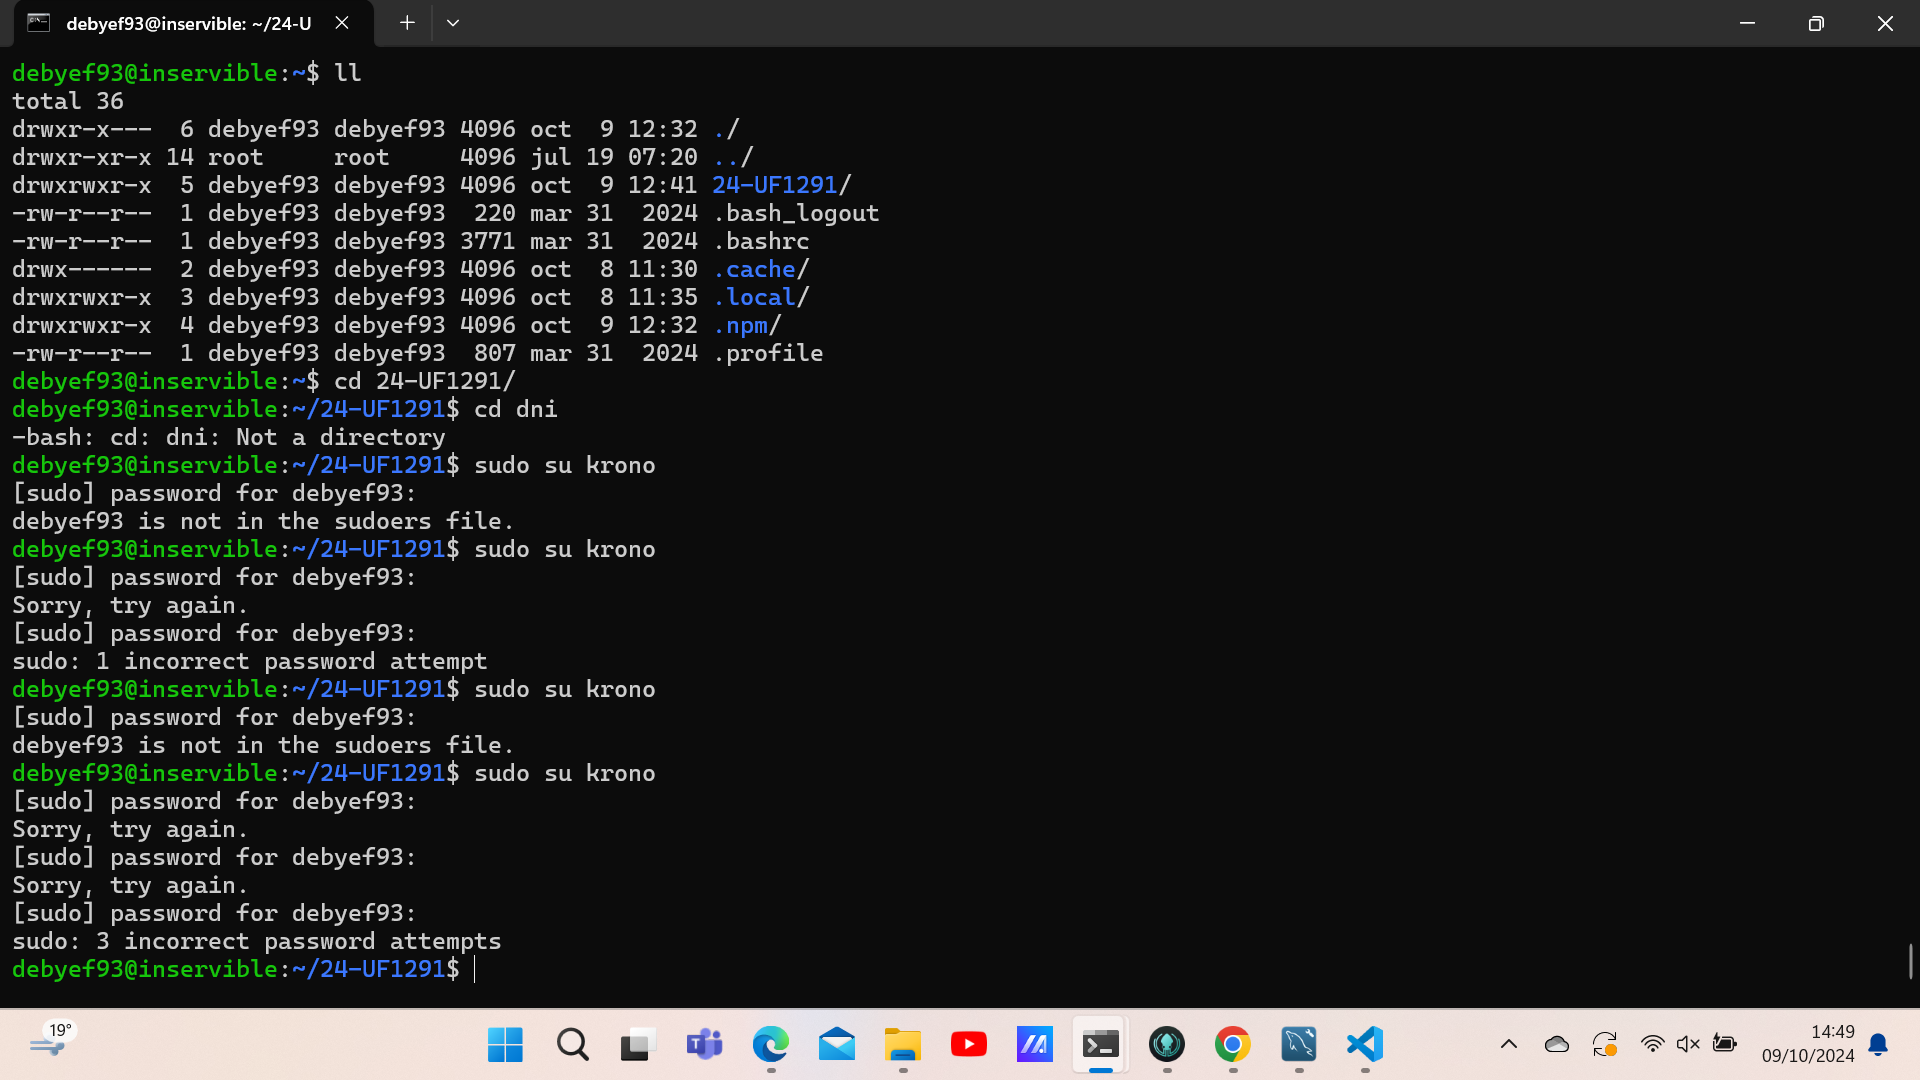 debyef93@inservible: ~/24-U
debyef93@inservible:~$ ll
total 36
drwxr-x---  6 debyef93 debyef93 4096 oct  9 12:32 ./
drwxr-xr-x 14 root     root     4096 jul 19 07:20 ../
drwxrwxr-x  5 debyef93 debyef93 4096 oct  9 12:41 24-UF1291/
-rw-r--r--  1 debyef93 debyef93  220 mar 31  2024 .bash_logout
-rw-r--r--  1 debyef93 debyef93 3771 mar 31  2024 .bashrc
drwx------  2 debyef93 debyef93 4096 oct  8 11:30 .cache/
drwxrwxr-x  3 debyef93 debyef93 4096 oct  8 11:35 .local/
drwxrwxr-x  4 debyef93 debyef93 4096 oct  9 12:32 .npm/
-rw-r--r--  1 debyef93 debyef93  807 mar 31  2024 .profile
debyef93@inservible:~$ cd 24-UF1291/
debyef93@inservible:~/24-UF1291$ cd dni
-bash: cd: dni: Not a directory
debyef93@inservible:~/24-UF1291$ sudo su krono
[sudo] password for debyef93:
debyef93 is not in the sudoers file.
debyef93@inservible:~/24-UF1291$ sudo su krono
[sudo] password for debyef93:
Sorry, try again.
[sudo] password for debyef93:
sudo: 1 incorrect password attempt
debyef93@inservible:~/24-UF1291$ sudo su krono
[sudo] password for debyef93:
debyef93 is not in the sudoers file.
debyef93@inservible:~/24-UF1291$ sudo su krono
[sudo] password for debyef93:
Sorry, try again.
[sudo] password for debyef93:
Sorry, try again.
[sudo] password for debyef93:
sudo: 3 incorrect password attempts
debyef93@inservible:~/24-UF1291$
19°
14:49
09/10/2024